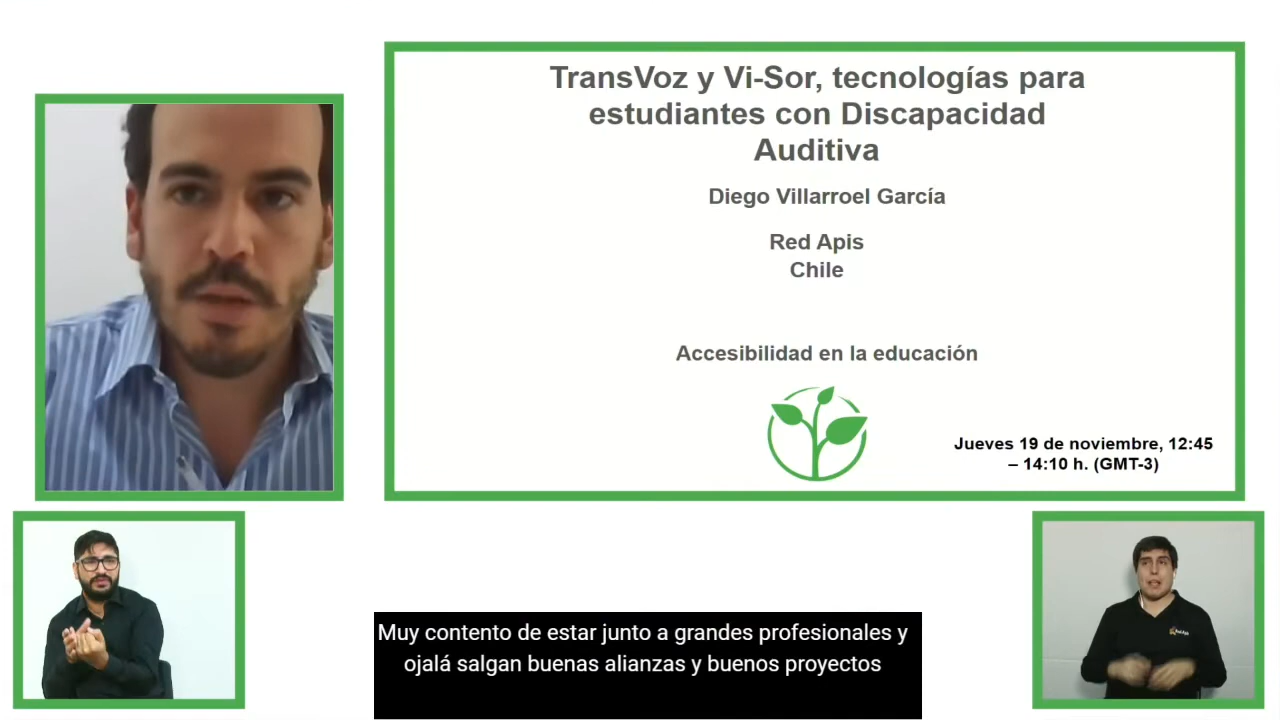 TransVoz y Vi-Sor, tecnologías para
estudiantes con Discapacidad
Auditiva
Diego Villarroel García
Red Apis
Chile
Accesibilidad en la educación
Jueves 19 de noviembre, 12:45
– 14:10 h. (GMT-3)
Muy contento de estar junto a grandes profesionales y
ojalá salgan buenas alianzas y buenos proyectos